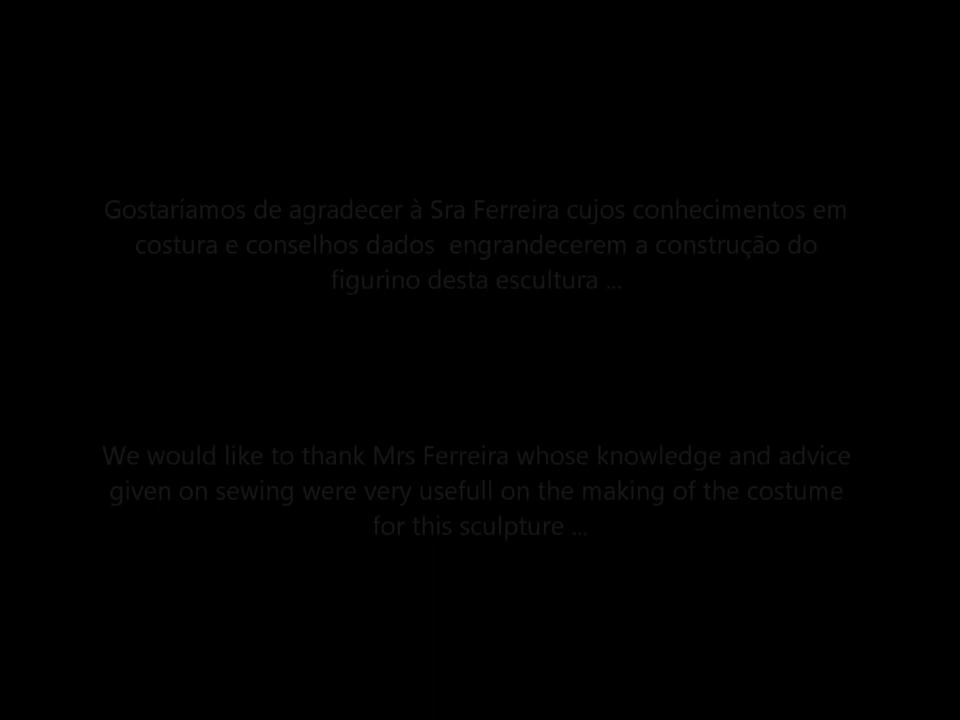 Gostaríamos de agradecer à Sra Ferreira cujos conhecimentos em
costura e conselhos dados  engrandecerem a construção do
figurino desta escultura ...
We would like to thank Mrs Ferreira whose knowledge and advice
given on sewing were very usefull on the making of the costume
for this sculpture ...